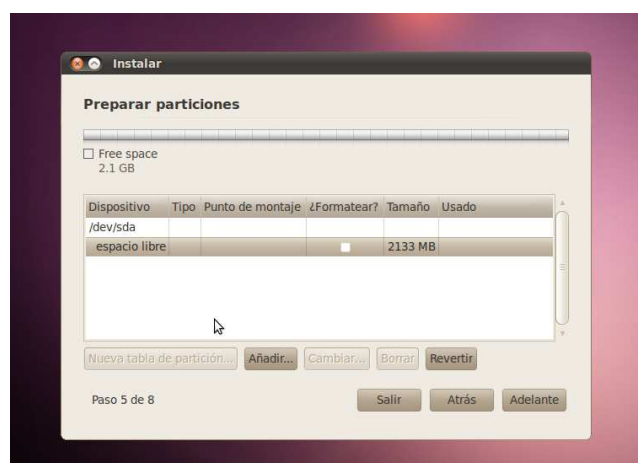 Instalar
Preparar particiones
Free space
2.1 GB
Dispositivo Tipo Punto de montaje ¿Formatear? Tamaño Usado
/dev/sda
espacio libre 2133 MB
Nueva tabla de partición... Añadir... Cambiar... Borrar Revertir
Paso 5 de 8 Salir Atrás Adelante